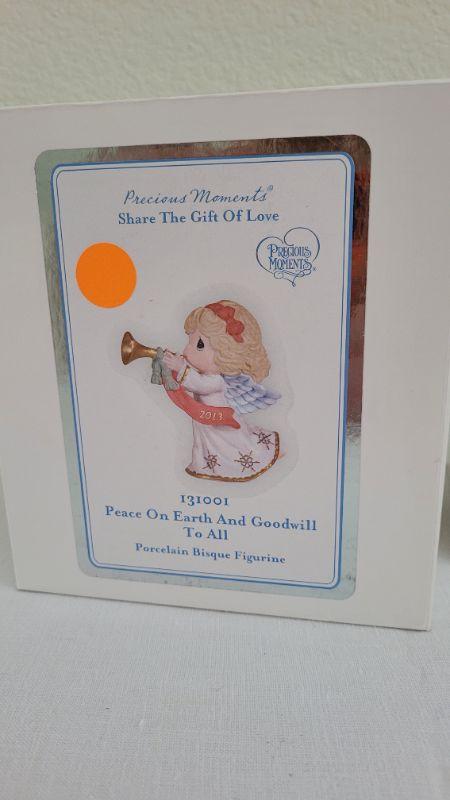 Precious Moments®
Share The Gift Of Love
PRECIOUS
MOMENTS®
2013
131001
Peace On Earth And Goodwill
To All
Porcelain Bisque Figurine